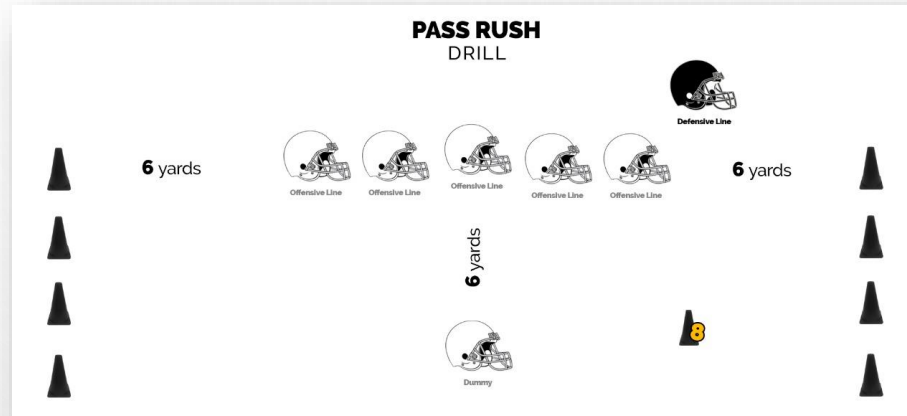 PASS RUSH
DRILL
Defensive Line
6 yards
6 yards
Offensive Line
Offensive Line
Offensive Line
Offensive Line
Offensive Line
6 yards
8
Dummy